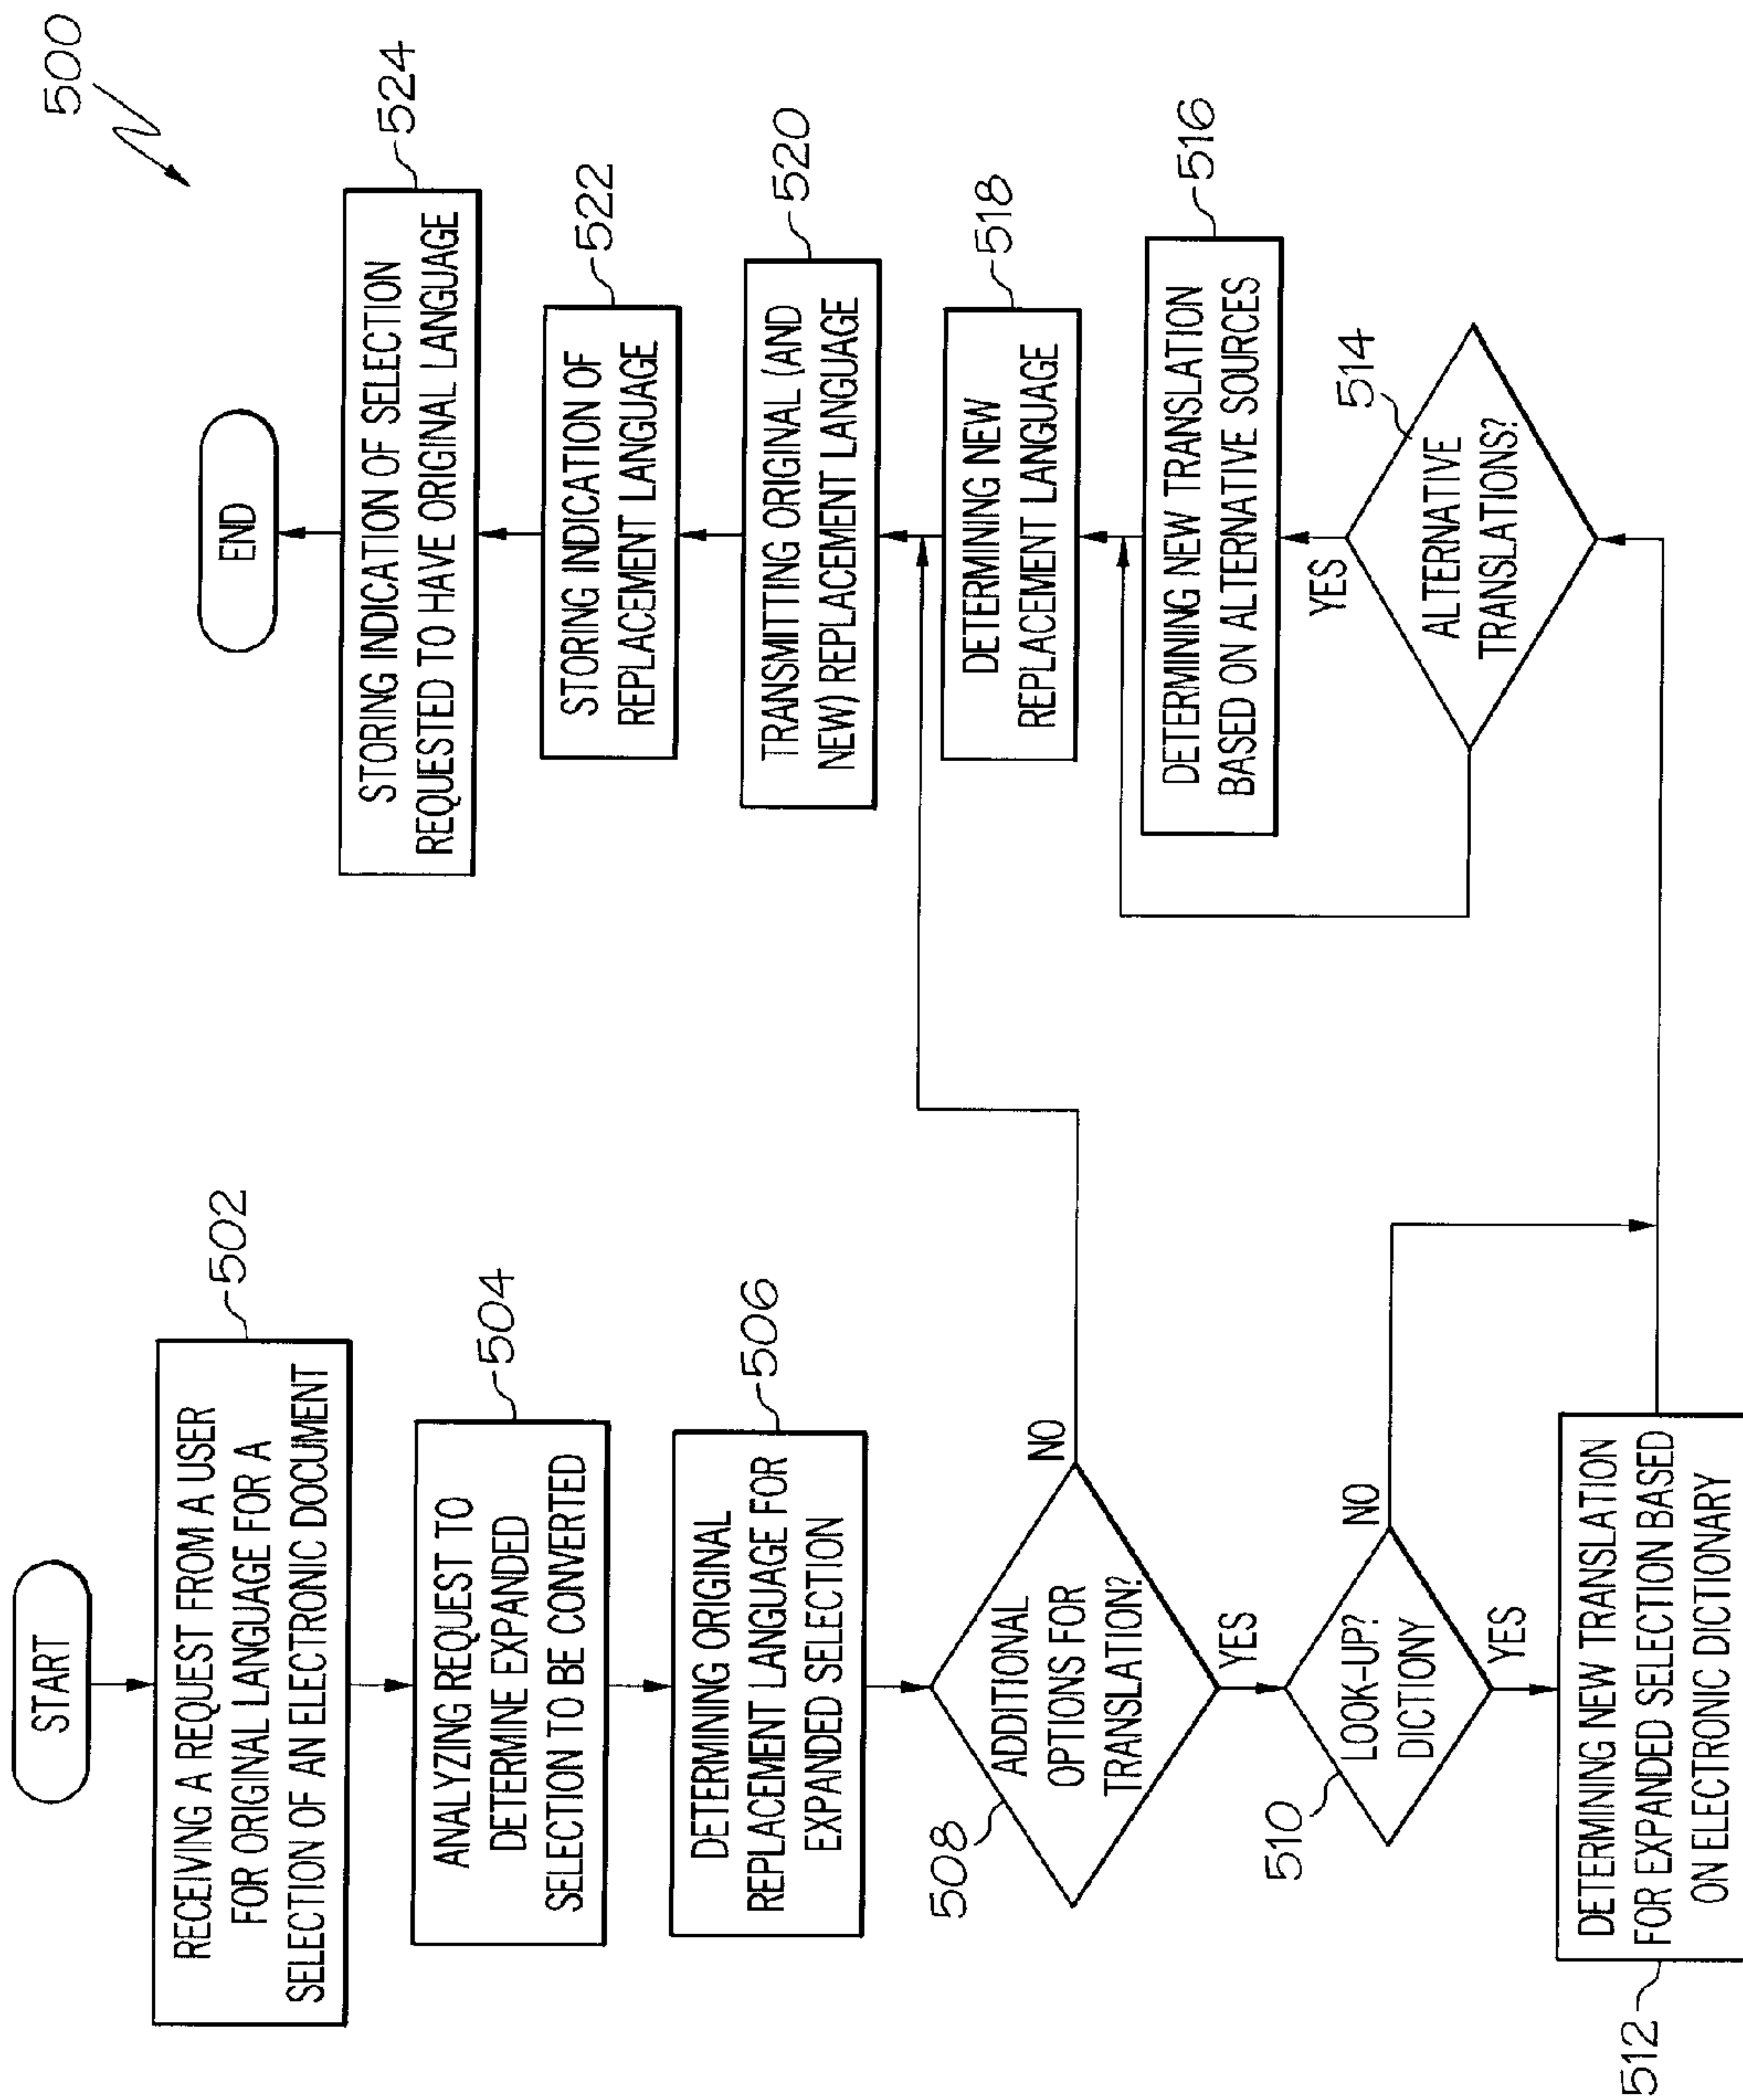 500
START
RECEIVING A REQUEST FROM A USER
FOR ORIGINAL LANGUAGE FOR A
SELECTION OF AN ELECTRONIC DOCUMENT
502
ANALYZING REQUEST TO
DETERMINE EXPANDED
SELECTION TO BE CONVERTED
504
DETERMINING ORIGINAL
REPLACEMENT LANGUAGE FOR
EXPANDED SELECTION
506
ADDITIONAL
OPTIONS FOR
TRANSLATION?
508
NO
YES
LOOK-UP?
DICTIONY
510
NO
YES
DETERMINING NEW TRANSLATION
FOR EXPANDED SELECTION BASED
ON ELECTRONIC DICTIONARY
512
ALTERNATIVE
TRANSLATIONS?
514
YES
DETERMINING NEW TRANSLATION
BASED ON ALTERNATIVE SOURCES
516
DETERMINING NEW
REPLACEMENT LANGUAGE
518
TRANSMITTING ORIGINAL (AND
NEW) REPLACEMENT LANGUAGE
520
STORING INDICATION OF
REPLACEMENT LANGUAGE
522
STORING INDICATION OF SELECTION
REQUESTED TO HAVE ORIGINAL LANGUAGE
524
END